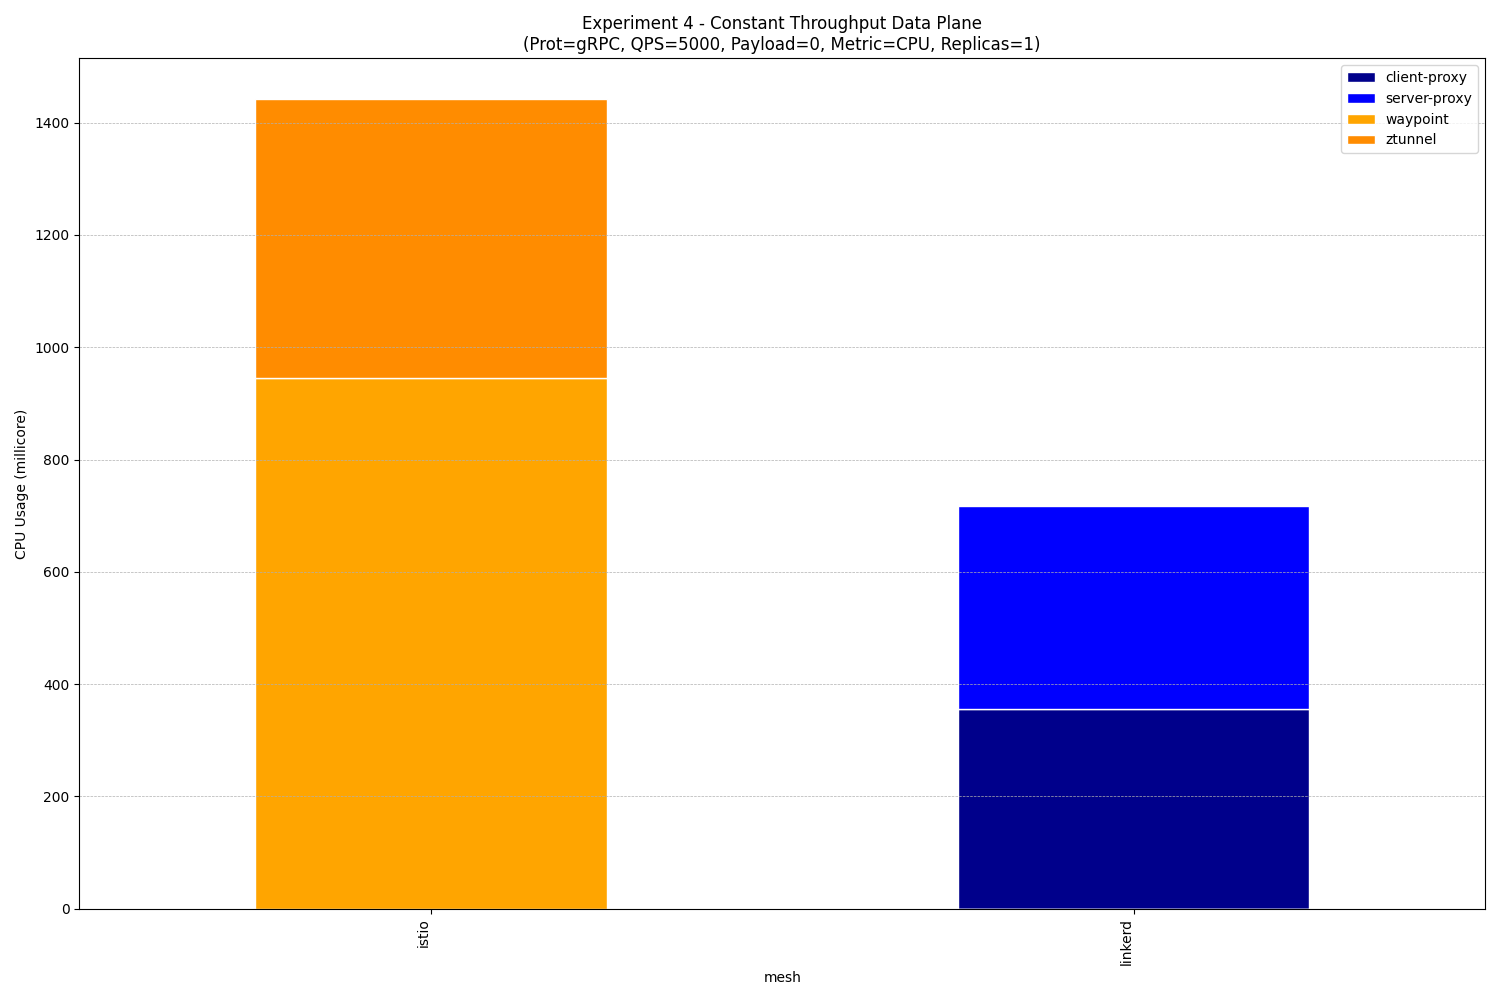 Experiment 4 - Constant Throughput Data Plane
(Prot=gRPC, QPS=5000, Payload=0, Metric=CPU, Replicas=1)
client-proxy
server-proxy
waypoint
ztunnel
CPU Usage (millicore)
1400
1200
1000
800
600
400
200
0
istio
linkerd
mesh